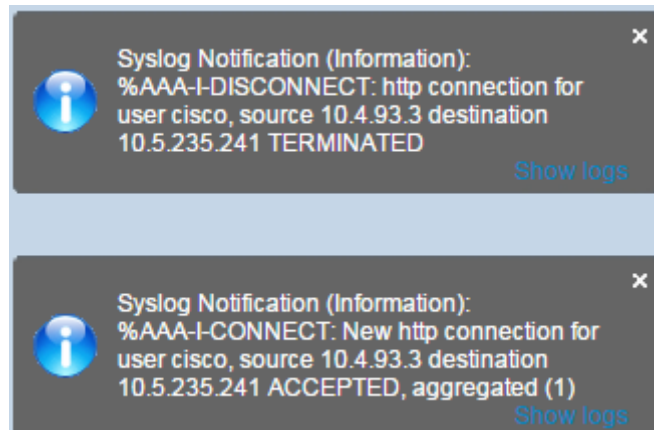 Syslog Notification (Information):
%AAA-I-DISCONNECT: http connection for
user cisco, source 10.4.93.3 destination
10.5.235.241 TERMINATED
Show logs
Syslog Notification (Information):
%AAA-I-CONNECT: New http connection for
user cisco, source 10.4.93.3 destination
10.5.235.241 ACCEPTED, aggregated (1)
Show logs